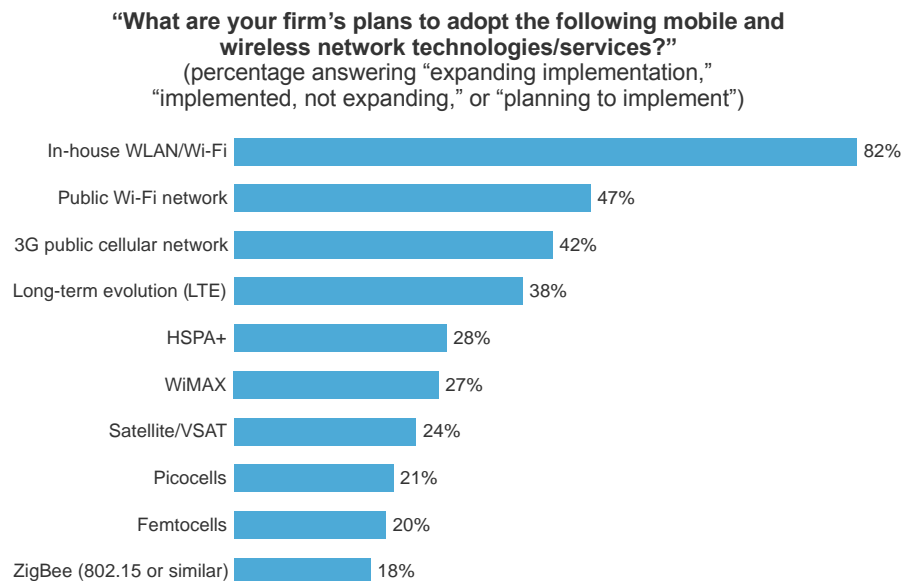 “What are your firm’s plans to adopt the following mobile and
wireless network technologies/services?”
(percentage answering “expanding implementation,”
“implemented, not expanding,” or “planning to implement”)
In-house WLAN/Wi-Fi 82%
Public Wi-Fi network 47%
3G public cellular network 42%
Long-term evolution (LTE) 38%
HSPA+ 28%
WiMAX 27%
Satellite/VSAT 24%
Picocells 21%
Femtocells 20%
ZigBee (802.15 or similar) 18%